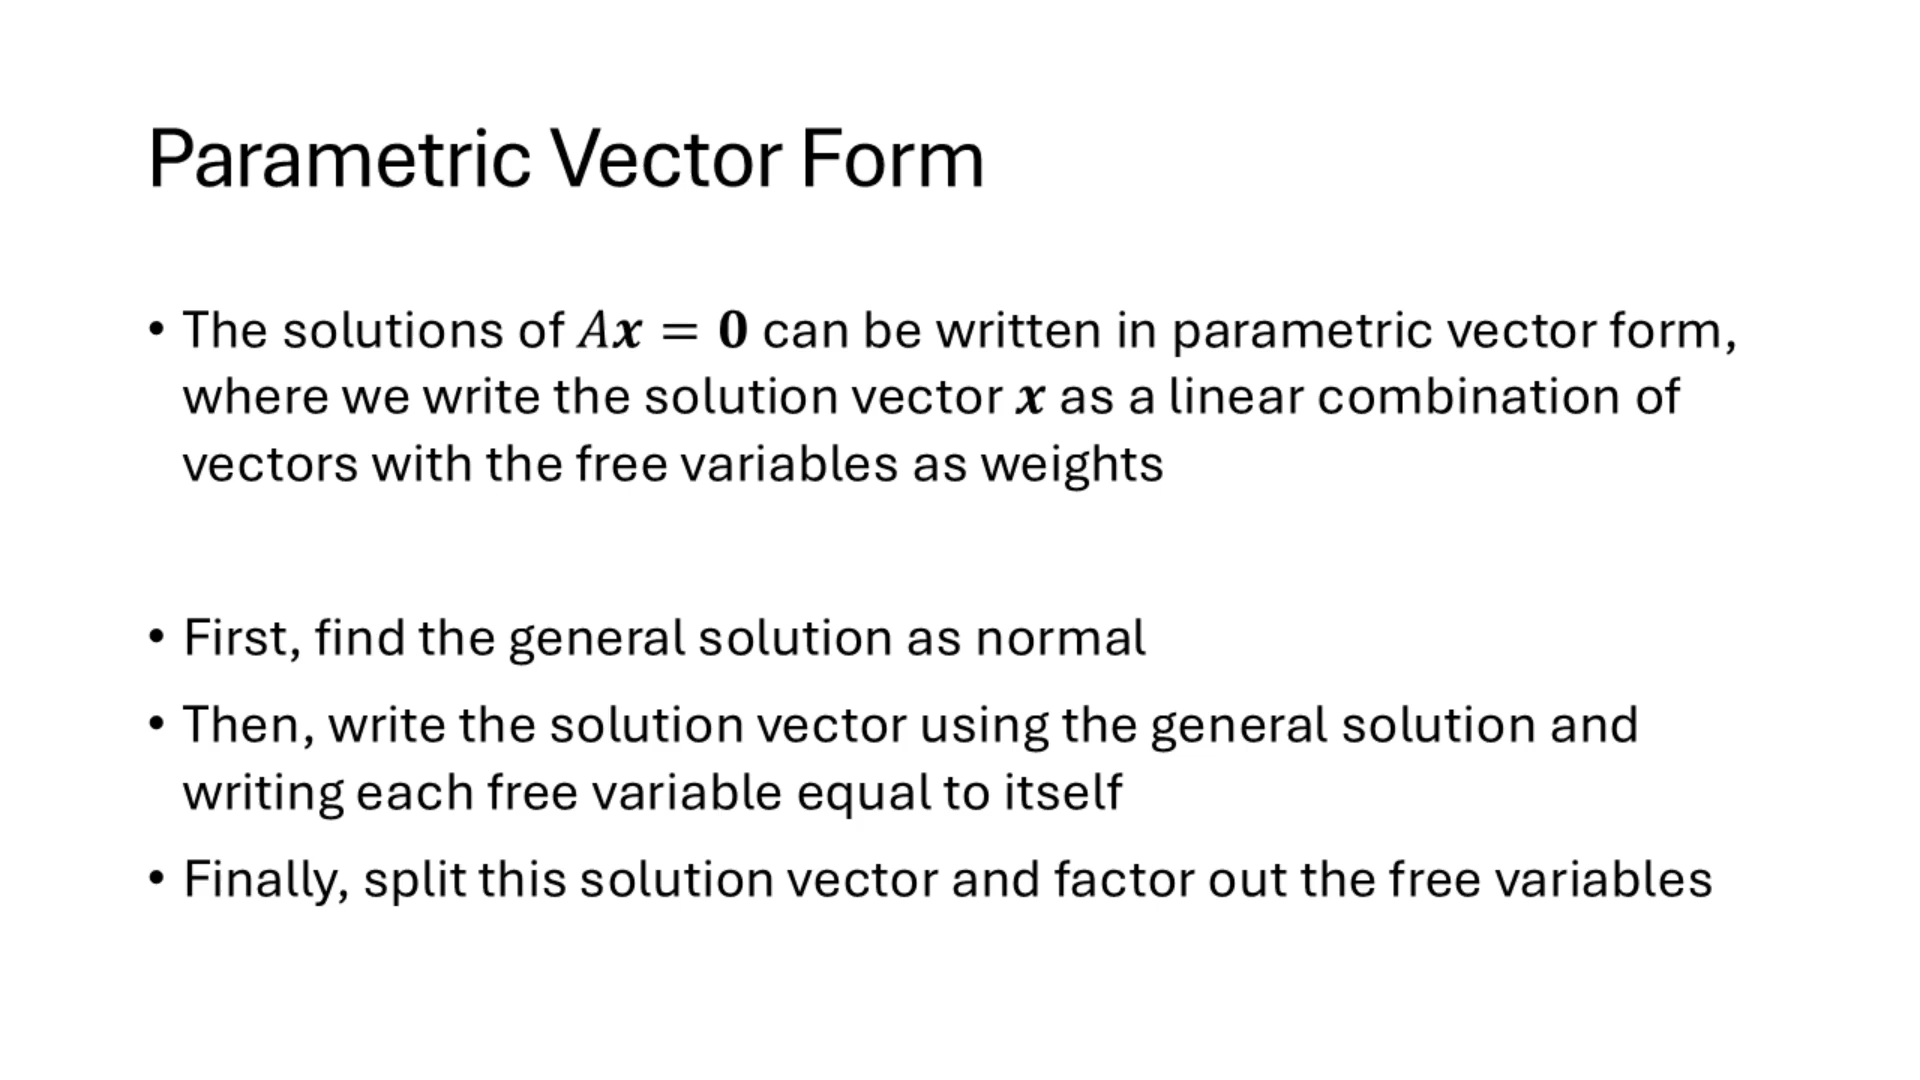 Parametric Vector Form
• The solutions of 𝐴𝒙 = 𝟎 can be written in parametric vector form,
where we write the solution vector 𝒙 as a linear combination of
vectors with the free variables as weights
• First, find the general solution as normal
• Then, write the solution vector using the general solution and
writing each free variable equal to itself
• Finally, split this solution vector and factor out the free variables